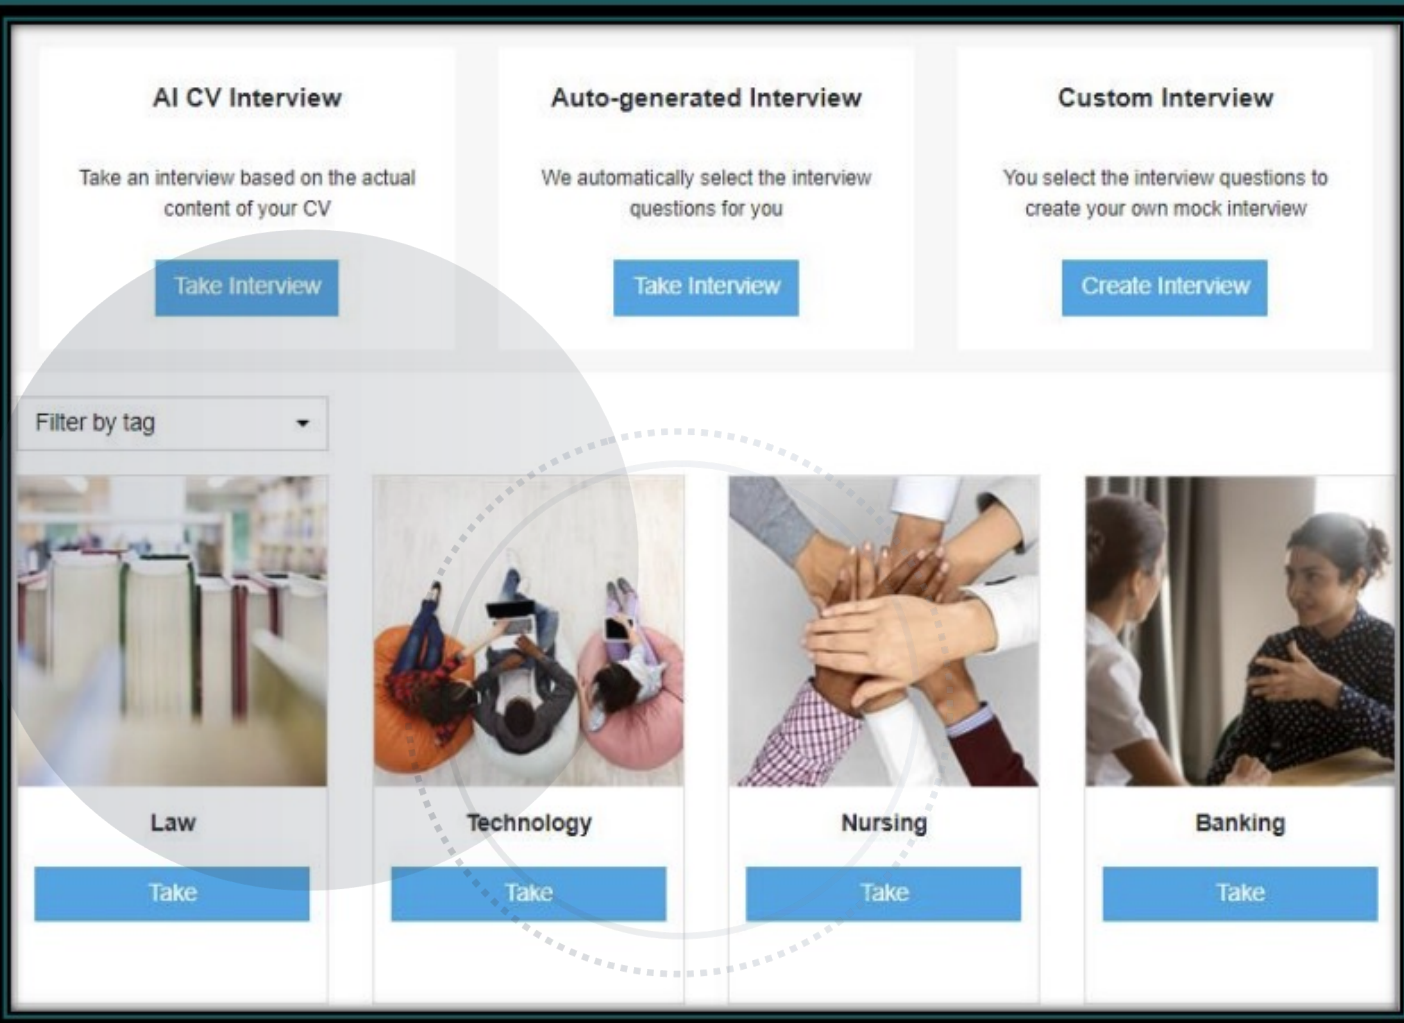 AI CV Interview
Take an interview based on the actual
content of your CV
Take Interview
Auto-generated Interview
We automatically select the interview
questions for you
Take Interview
Custom Interview
You select the interview questions to
create your own mock interview
Create Interview
Filter by tag
Law
Take
Technology
Take
Nursing
Take
Banking
Take